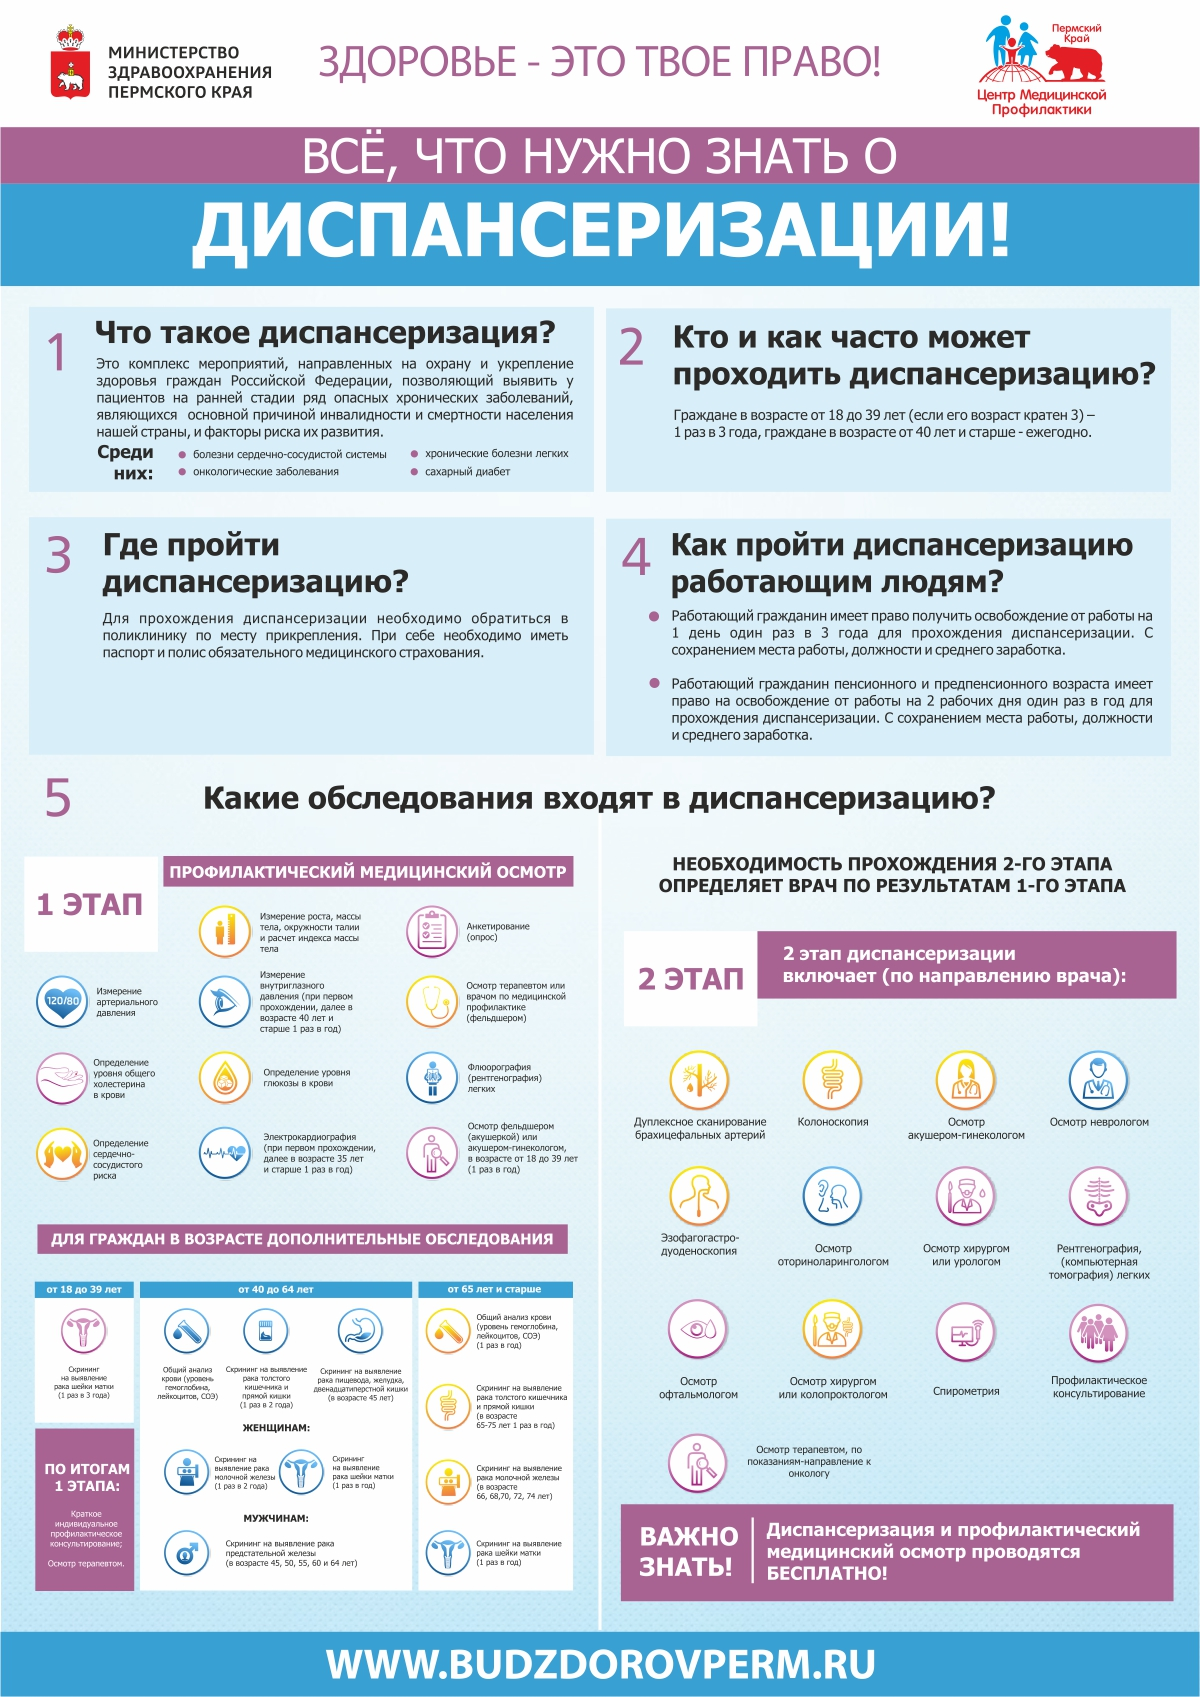 МИНИСТЕРСТВО
ЗДРАВООХРАНЕНИЯ
ПЕРМСКОГО КРАЯ
ЗДОРОВЬЕ - ЭТО ТВОЕ ПРАВО!
Пермский
Край
Центр Медицинской
Профилактики
ВСЁ, ЧТО НУЖНО ЗНАТЬ О
ДИСПАНСЕРИЗАЦИИ!
1
Что такое диспансеризация?
Это комплекс мероприятий, направленных на охрану и укрепление
здоровья граждан Российской Федерации, позволяющий выявить у
пациентов на ранней стадии ряд опасных хронических заболеваний,
являющихся основной причиной инвалидности и смертности населения
нашей страны, и факторы риска их развития.
Среди
них:
болезни сердечно-сосудистой системы
онкологические заболевания
хронические болезни легких
сахарный диабет
2
Кто и как часто может
проходить диспансеризацию?
Граждане в возрасте от 18 до 39 лет (если его возраст кратен 3) –
1 раз в 3 года, граждане в возрасте от 40 лет и старше - ежегодно.
3
Где пройти
диспансеризацию?
Для прохождения диспансеризации необходимо обратиться в
поликлинику по месту прикрепления. При себе необходимо иметь
паспорт и полис обязательного медицинского страхования.
4
Как пройти диспансеризацию
работающим людям?
Работающий гражданин имеет право получить освобождение от работы на
1 день один раз в 3 года для прохождения диспансеризации. С
сохранением места работы, должности и среднего заработка.
Работающий гражданин пенсионного и предпенсионного возраста имеет
право на освобождение от работы на 2 рабочих дня один раз в год для
прохождения диспансеризации. С сохранением места работы, должности
и среднего заработка.
5
Какие обследования входят в диспансеризацию?
1 ЭТАП
ПРОФИЛАКТИЧЕСКИЙ МЕДИЦИНСКИЙ ОСМОТР
Измерение роста, массы
тела, окружности талии
и расчет индекса массы
тела
Анкетирование
(опрос)
120/80
Измерение
артериального
давления
Измерение
внутриглазного
давления (при первом
прохождении, далее в
возрасте 40 лет и
старше 1 раз в год)
Осмотр терапевтом или
врачом по медицинской
профилактике
(фельдшером)
Определение
уровня общего
холестерина
в крови
Определение уровня
глюкозы в крови
Флюорография
(рентгенография)
легких
Определение
сердечно-
сосудистого
риска
Электрокардиография
(при первом прохождении,
далее в возрасте 35 лет
и старше 1 раз в год)
Осмотр фельдшером
(акушеркой) или
акушером-гинекологом,
в возрасте от 18 до 39 лет
(1 раз в год)
ДЛЯ ГРАЖДАН В ВОЗРАСТЕ ДОПОЛНИТЕЛЬНЫЕ ОБСЛЕДОВАНИЯ
от 18 до 39 лет
Скрининг
на выявление
рака шейки матки
(1 раз в 3 года)
ПО ИТОГАМ
1 ЭТАПА:
Краткое
индивидуальное
профилактическое
консультирование;
Осмотр терапевтом.
от 40 до 64 лет
Общий анализ
крови (уровень
гемоглобина,
лейкоцитов, СОЭ)
Скрининг на выявление
рака толстого
кишечника и
прямой кишки
(1 раз в 2 года)
Скрининг на выявление
рака пищевода, желудка,
двенадцатиперстной кишки
(в возрасте 45 лет)
ЖЕНЩИНАМ:
Скрининг на
выявление рака
молочной железы
(1 раз в 2 года)
Скрининг
на выявление
рака шейки матки
(1 раз в год)
МУЖЧИНАМ:
Скрининг на выявление рака
предстательной железы
(в возрасте 45, 50, 55, 60 и 64 лет)
от 65 лет и старше
Общий анализ крови
(уровень гемоглобина,
лейкоцитов, СОЭ)
(1 раз в год)
Скрининг на выявление
рака толстого кишечника
и прямой кишки
(в возрасте
65-75 лет 1 раз в год)
Скрининг на выявление
рака молочной железы
(в возрасте
66, 68,70, 72, 74 лет)
Скрининг на выявление
рака шейки матки
(1 раз в год)
НЕОБХОДИМОСТЬ ПРОХОЖДЕНИЯ 2-ГО ЭТАПА
ОПРЕДЕЛЯЕТ ВРАЧ ПО РЕЗУЛЬТАТАМ 1-ГО ЭТАПА
2 ЭТАП
2 этап диспансеризации
включает (по направлению врача):
Дуплексное сканирование
брахицефальных артерий
Колоноскопия
Осмотр
акушером-гинекологом
Осмотр неврологом
Эзофагогастро-
дуоденоскопия
Осмотр
оториноларингологом
Осмотр хирургом
или урологом
Рентгенография,
(компьютерная
томография) легких
Осмотр
офтальмологом
Осмотр хирургом
или колопроктологом
Спирометрия
Профилактическое
консультирование
Осмотр терапевтом, по
показаниям-направление к
онкологу
ВАЖНО
ЗНАТЬ!
Диспансеризация и профилактический
медицинский осмотр проводятся
БЕСПЛАТНО!
WWW.BUDZDOROVPERM.RU